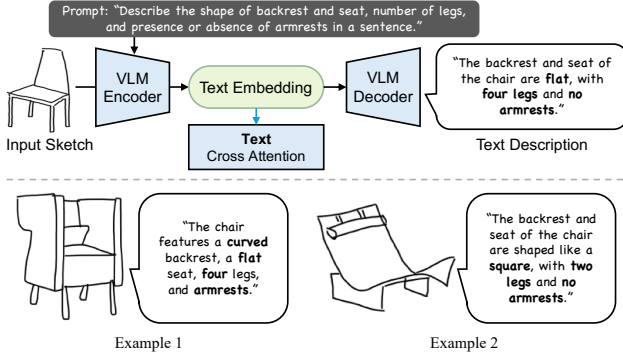 Prompt: “Describe the shape of backrest and seat, number of legs,
and presence or absence of armrests in a sentence.”
VLM
Encoder
Text Embedding
VLM
Decoder
Text
Cross Attention
“The backrest and seat of
the chair are flat, with
four legs and no
armrests.”
Input Sketch
Text Description
“The chair
features a curved
backrest, a flat
seat, four legs,
and armrests.”
“The backrest and
seat of the chair
are shaped like a
square, with two
legs and no
armrests.”
Example 1
Example 2